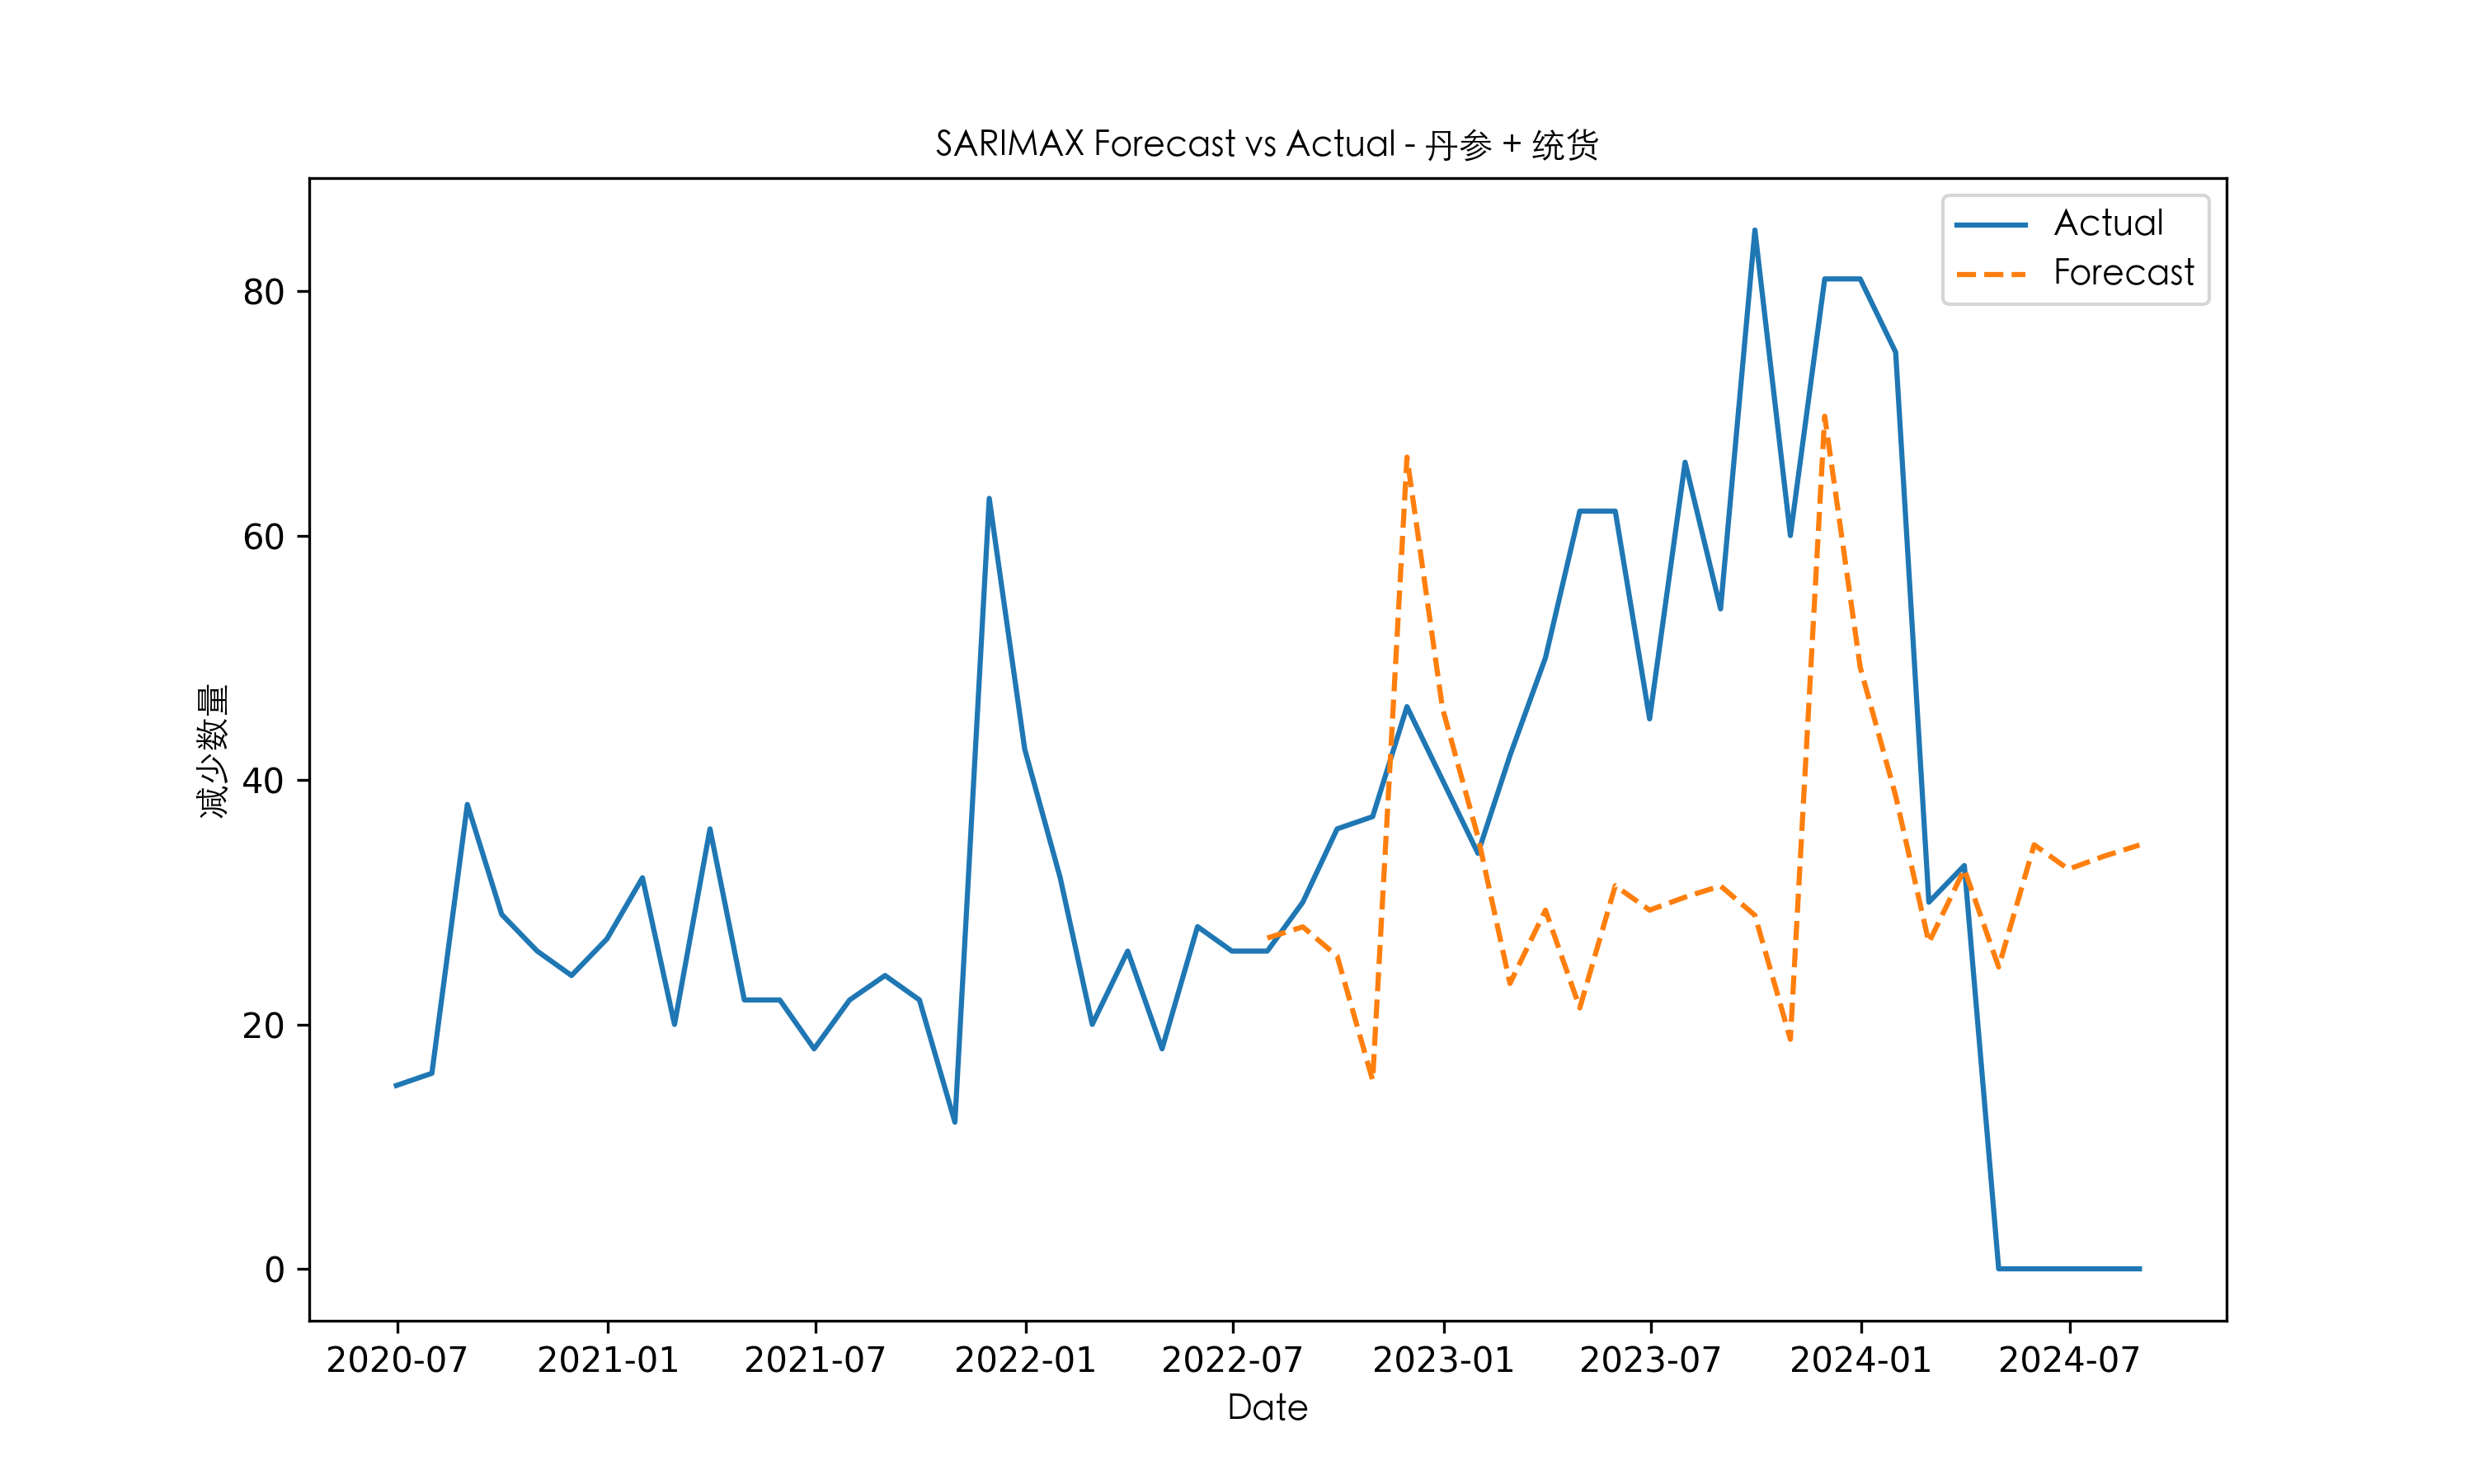 SARIMAX Forecast vs Actual - 丹参 + 统货
Actual
Forecast
减少数量
80
60
40
20
0
2020-07 2021-01 2021-07 2022-01 2022-07 2023-01 2023-07 2024-01 2024-07
Date